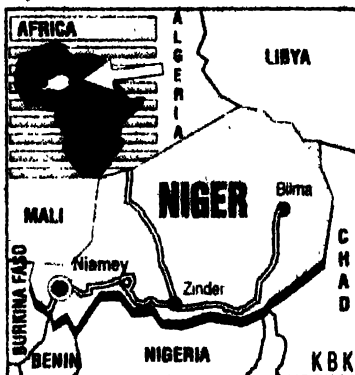 AFRICA
ALGERIA
LIBYA
NIGER
Bilma
MALI
CHAD
Niamey
Zinder
BURKINA FASO
BENIN
NIGERIA
KBK